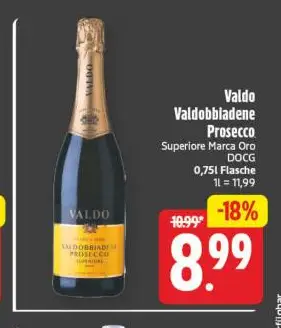 Valdo
Valdobbiadene
Prosecco
Superiore Marca Oro
DOCG
0,75l Flasche
1l = 11,99
-18%
10.99*
8.99
VALDO
VALDO
VALDOBBIADENE
PROSECCO
SUPERIORE